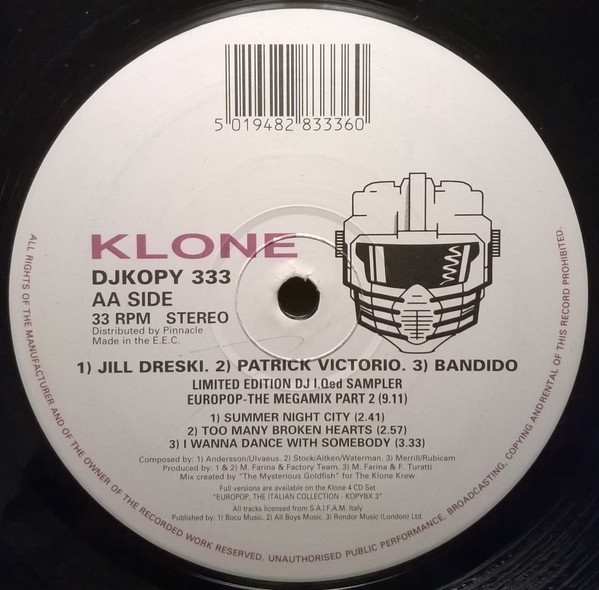 5 019482 833360
KLONE
DJKOPY 333
AA SIDE
33 RPM STEREO
Distributed by Pinnacle
Made in the E.E.C.
1) JILL DRESKI. 2) PATRICK VICTORIO. 3) BANDIDO
LIMITED EDITION DJ I.Qed SAMPLER
EUROPOP-THE MEGAMIX PART 2 (9.11)
1) SUMMER NIGHT CITY (2.41)
2) TOO MANY BROKEN HEARTS (2.57)
3) I WANNA DANCE WITH SOMEBODY (3.33)
Composed by: 1) Andersson/Ulvaeus. 2) Stock/Aitken/Waterman. 3) Merrill/Rubicam
Produced by: 1 & 2) M. Farina & Factory Team, 3) M. Farina & F. Turatti
Mix created by "The Mysterious Goldfish" for The Klone Krew
Full versions are available on the Klone 4 CD Set
"EUROPOP, THE ITALIAN COLLECTION - KOPYBX 3"
All tracks licensed from S.A.I.F.A.M. Italy
Published by: 1) Bocu Music. 2) All Boys Music. 3) Rondor Music (London) Ltd.
ALL RIGHTS OF THE MANUFACTURER AND OF THE OWNER OF THE RECORDED WORK RESERVED. UNAUTHORISED PUBLIC PERFORMANCE, BROADCASTING, COPYING AND RENTAL OF THIS RECORD PROHIBITED.